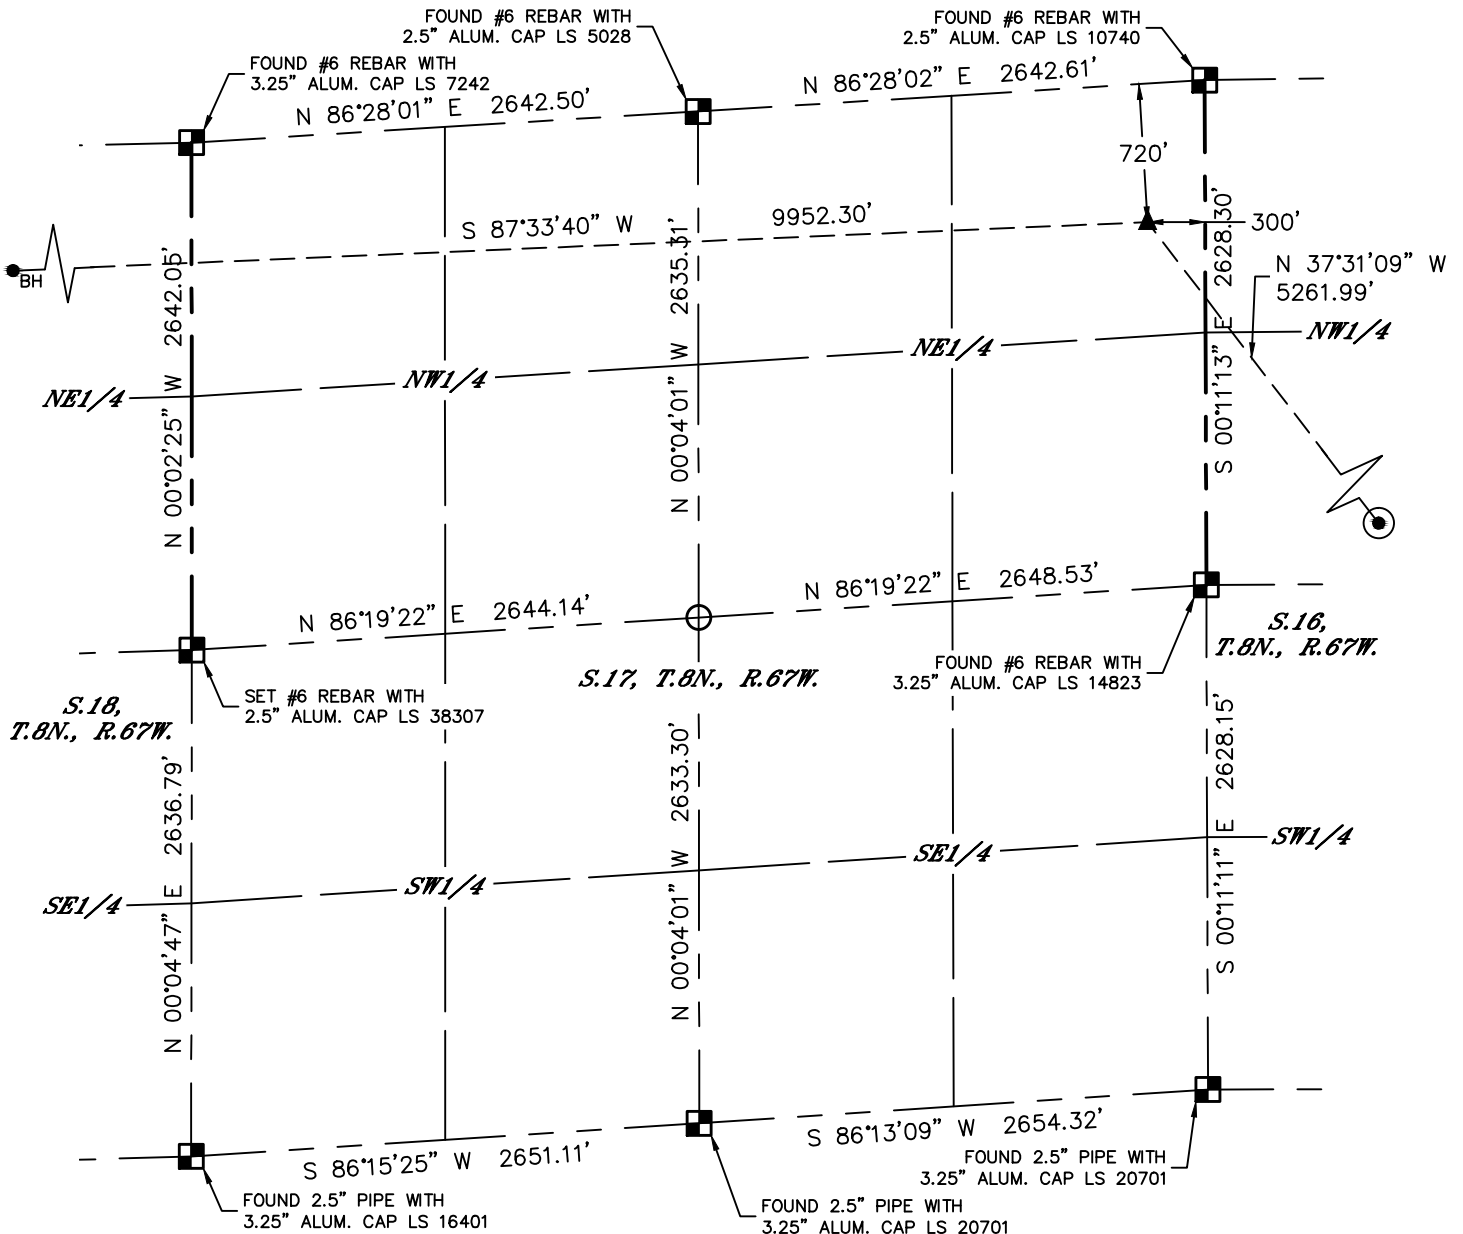 FOUND #6 REBAR WITH
2.5" ALUM. CAP LS 5028
FOUND #6 REBAR WITH
2.5" ALUM. CAP LS 10740
FOUND #6 REBAR WITH
3.25" ALUM. CAP LS 7242
N 86°28'01" E 2642.50'
N 86°28'02" E 2642.61'
720'
S 87°33'40" W 9952.30'
300'
BH
N 37°31'09" W
5261.99'
N 00°02'25" W 2642.05'
N 00°04'01" W 2635.31'
S 00°11'13" E 2628.30'
NE1/4
NW1/4
NE1/4
NW1/4
N 86°19'22" E 2644.14'
N 86°19'22" E 2648.53'
S.16,
T.8N., R.67W.
FOUND #6 REBAR WITH
3.25" ALUM. CAP LS 14823
S.17, T.8N., R.67W.
SET #6 REBAR WITH
2.5" ALUM. CAP LS 38307
S.18,
T.8N., R.67W.
N 00°04'47" E 2636.79'
N 00°04'01" W 2633.30'
S 00°11'11" E 2628.15'
SE1/4
SW1/4
SE1/4
SW1/4
S 86°15'25" W 2651.11'
S 86°13'09" W 2654.32'
FOUND 2.5" PIPE WITH
3.25" ALUM. CAP LS 20701
FOUND 2.5" PIPE WITH
3.25" ALUM. CAP LS 16401
FOUND 2.5" PIPE WITH
3.25" ALUM. CAP LS 20701